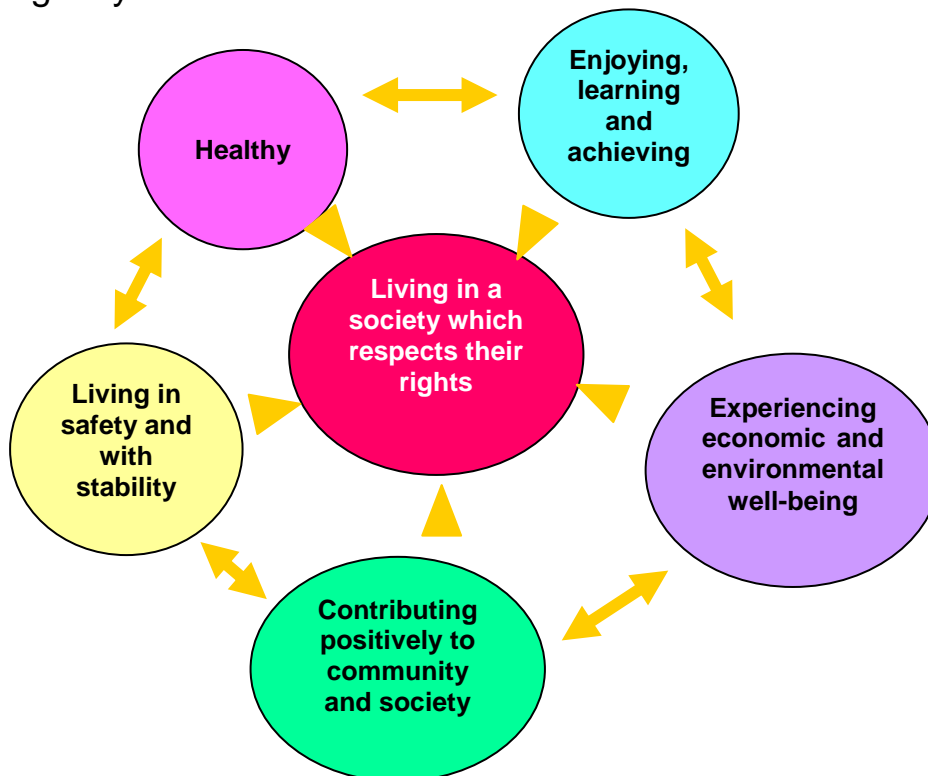 Enjoying,
learning
and
achieving
Healthy
Living in a
society which
respects their
rights
Living in
safety and
with
stability
Experiencing
economic and
environmental
well-being
Contributing
positively to
community
and society